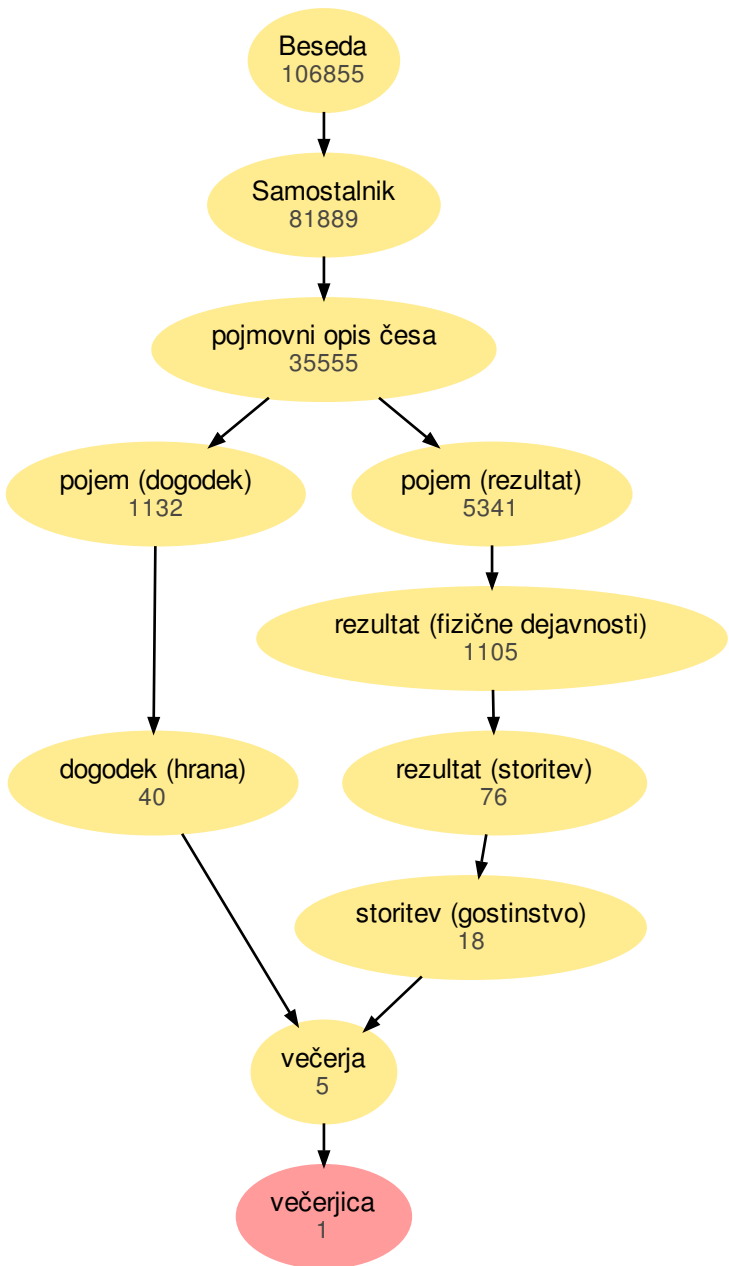 Beseda
106855
Samostalnik
81889
pojmovni opis česa
35555
pojem (dogodek)
1132
pojem (rezultat)
5341
rezultat (fizične dejavnosti)
1105
dogodek (hrana)
40
rezultat (storitev)
76
storitev (gostinstvo)
18
večerja
5
večerjica
1